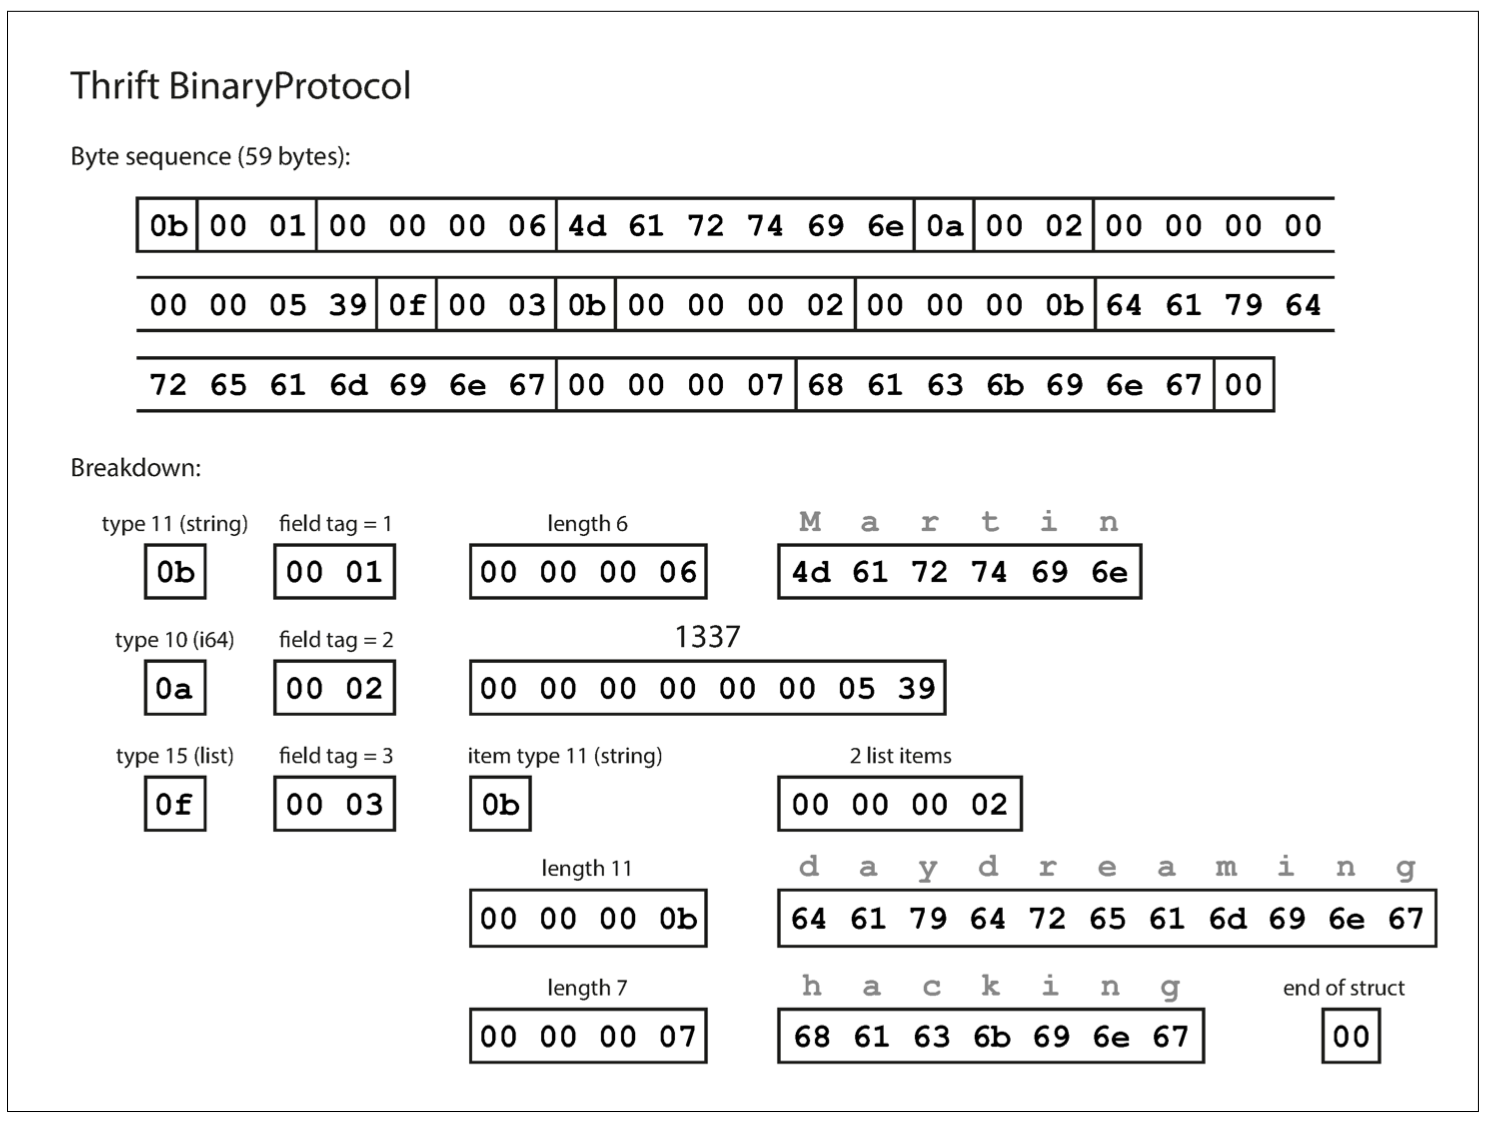 Thrift BinaryProtocol
Byte sequence (59 bytes):
0b 00 01 00 00 00 06 4d 61 72 74 69 6e 0a 00 02 00 00 00 00
00 00 05 39 0f 00 03 0b 00 00 00 02 00 00 00 0b 64 61 79 64
72 65 61 6d 69 6e 67 00 00 00 07 68 61 63 6b 69 6e 67 00
Breakdown:
type 11 (string) field tag = 1 length 6 M a r t i n
0b 00 01 00 00 00 06 4d 61 72 74 69 6e
type 10 (i64) field tag = 2 1337
0a 00 02 00 00 00 00 00 00 05 39
type 15 (list) field tag = 3 item type 11 (string) 2 list items
0f 00 03 0b 00 00 00 02
length 11 d a y d r e a m i n g
00 00 00 0b 64 61 79 64 72 65 61 6d 69 6e 67
length 7 h a c k i n g end of struct
00 00 00 07 68 61 63 6b 69 6e 67 00